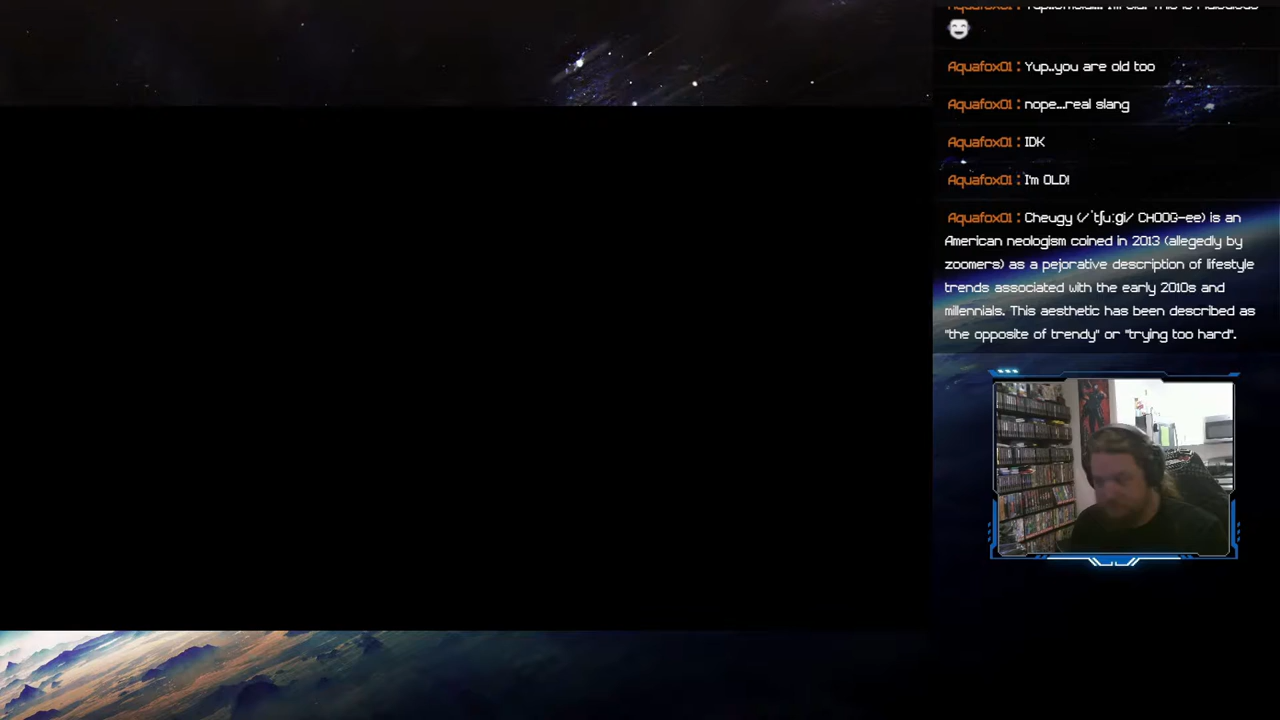 Aquafox01 :
Aquafox01 : Yup..you are old too
Aquafox01 : nope...real slang
Aquafox01 : IDK
Aquafox01 : I'm OLD!
Aquafox01 : Cheugy (/ˈtʃuːɡi/ CHOOG-ee) is an
American neologism coined in 2013 (allegedly by
zoomers) as a pejorative description of lifestyle
trends associated with the early 2010s and
millennials. This aesthetic has been described as
"the opposite of trendy" or "trying too hard".